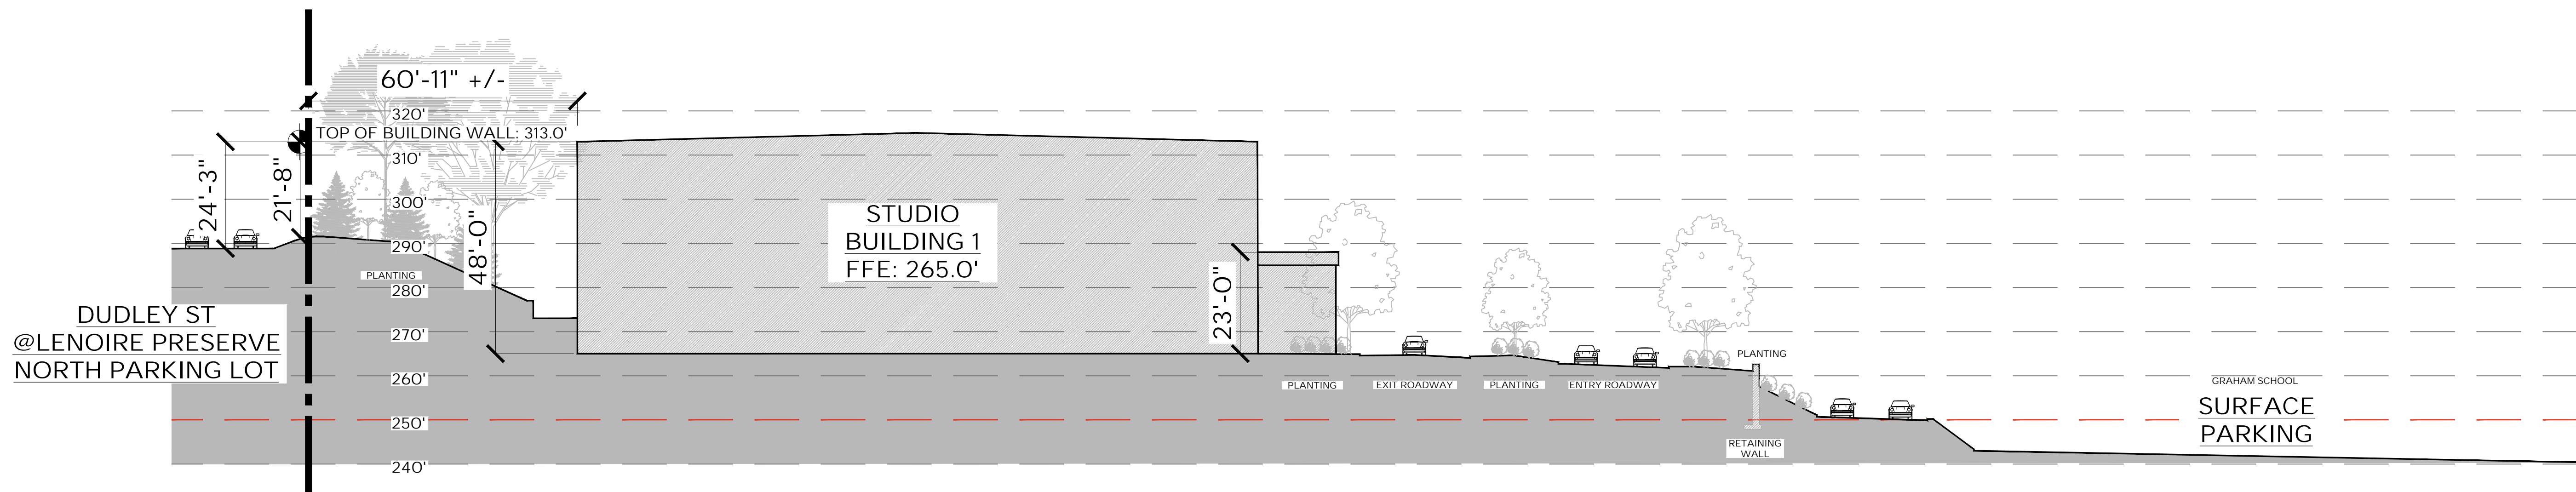 60'-11" +/-
320'
TOP OF BUILDING WALL: 313.0'
310'
24'-3"
21'-8"
300'
48'-0"
290'
PLANTING
280'
STUDIO
BUILDING 1
FFE: 265.0'
23'-0"
DUDLEY ST
@LENOIRE PRESERVE
NORTH PARKING LOT
270'
260'
250'
240'
PLANTING
EXIT ROADWAY
PLANTING
ENTRY ROADWAY
PLANTING
RETAINING
WALL
GRAHAM SCHOOL
SURFACE
PARKING